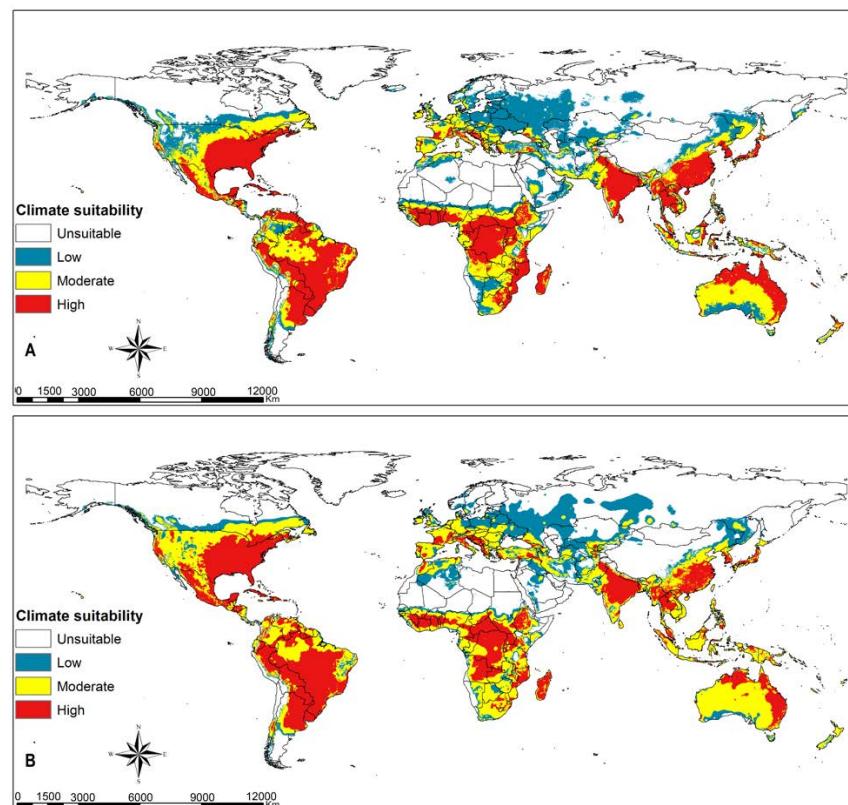 Climate suitability
Unsuitable
Low
Moderate
High
N
W E
S
A
0 1500 3000 6000 9000 12000
Km
Climate suitability
Unsuitable
Low
Moderate
High
N
W E
S
B
0 1500 3000 6000 9000 12000
Km